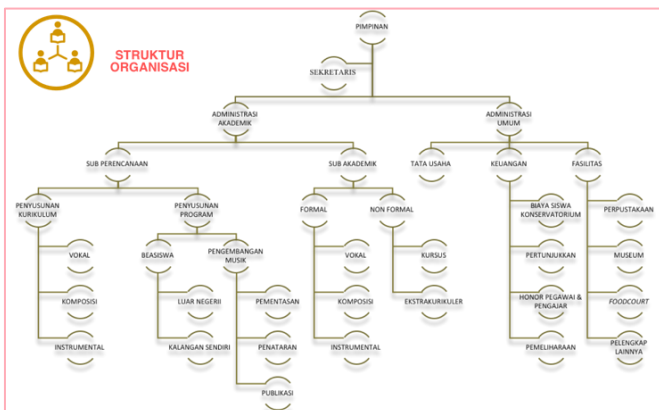 STRUKTUR
ORGANISASI
PIMPINAN
SEKRETARIS
ADMINISTRASI
AKADEMIK
ADMINISTRASI
UMUM
SUB PERENCANAAN
SUB AKADEMIK
TATA USAHA
KEUANGAN
FASILITAS
PENYUSUNAN
KURIKULUM
PENYUSUNAN
PROGRAM
FORMAL
NON FORMAL
BIAYA SISWA
KONSERVATORIUM
PERPUSTAKAAN
VOKAL
BEASISWA
PENGEMBANGAN
MUSIK
VOKAL
KURSUS
PERTUNJUKKAN
MUSEUM
KOMPOSISI
LUAR NEGERII
PEMENTASAN
KOMPOSISI
EKSTRAKURIKULER
HONOR PEGAWAI &
PENGAJAR
FOODCOURT
INSTRUMENTAL
KALANGAN SENDIRI
PENATARAN
INSTRUMENTAL
PEMELIHARAAN
PELENGKAP
LAINNYA
PUBLIKASI